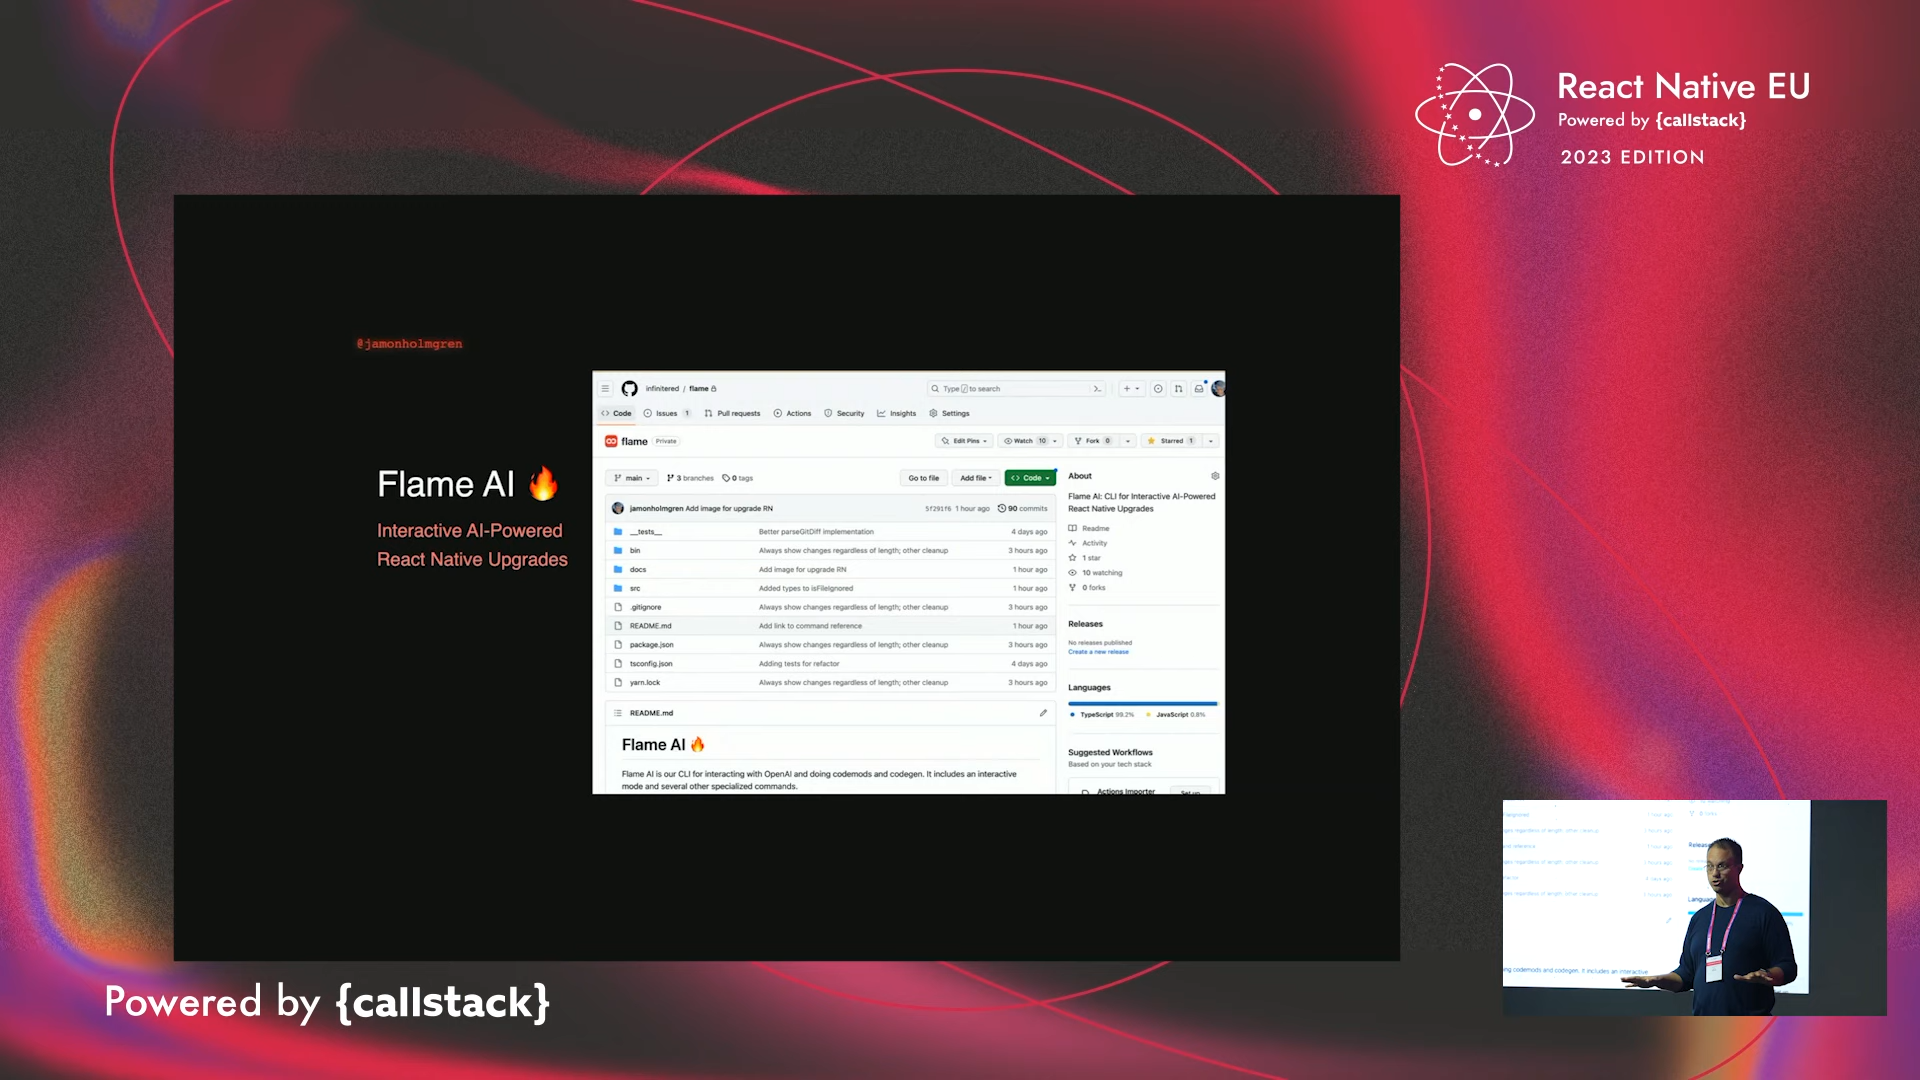 React Native EU
Powered by {callstack}
2023 EDITION
@jamonholmgren
Flame AI 🔥
Interactive AI-Powered
React Native Upgrades
infinitered / flame
Type / to search
Code
Issues 1
Pull requests
Actions
Security
Insights
Settings
flame Private
Edit Pins
Watch 10
Fork 0
Starred 1
main
3 branches
0 tags
Go to file
Add file
Code
jamonholmgren Add image for upgrade RN 5f291f6 1 hour ago 90 commits
__tests__ Better parseGitDiff implementation 4 days ago
bin Always show changes regardless of length; other cleanup 3 hours ago
docs Add image for upgrade RN 1 hour ago
src Added types to isFileIgnored 1 hour ago
.gitignore Always show changes regardless of length; other cleanup 3 hours ago
README.md Add link to command reference 1 hour ago
package.json Always show changes regardless of length; other cleanup 3 hours ago
tsconfig.json Adding tests for refactor 4 days ago
yarn.lock Always show changes regardless of length; other cleanup 3 hours ago
README.md
Flame AI 🔥
Flame AI is our CLI for interacting with OpenAI and doing codemods and codegen. It includes an interactive
mode and several other specialized commands.
About
Flame AI: CLI for Interactive AI-Powered
React Native Upgrades
Readme
Activity
1 star
10 watching
0 forks
Releases
No releases published
Create a new release
Languages
TypeScript 99.2% JavaScript 0.8%
Suggested Workflows
Based on your tech stack
Actions Importer
Set up
Powered by {callstack}